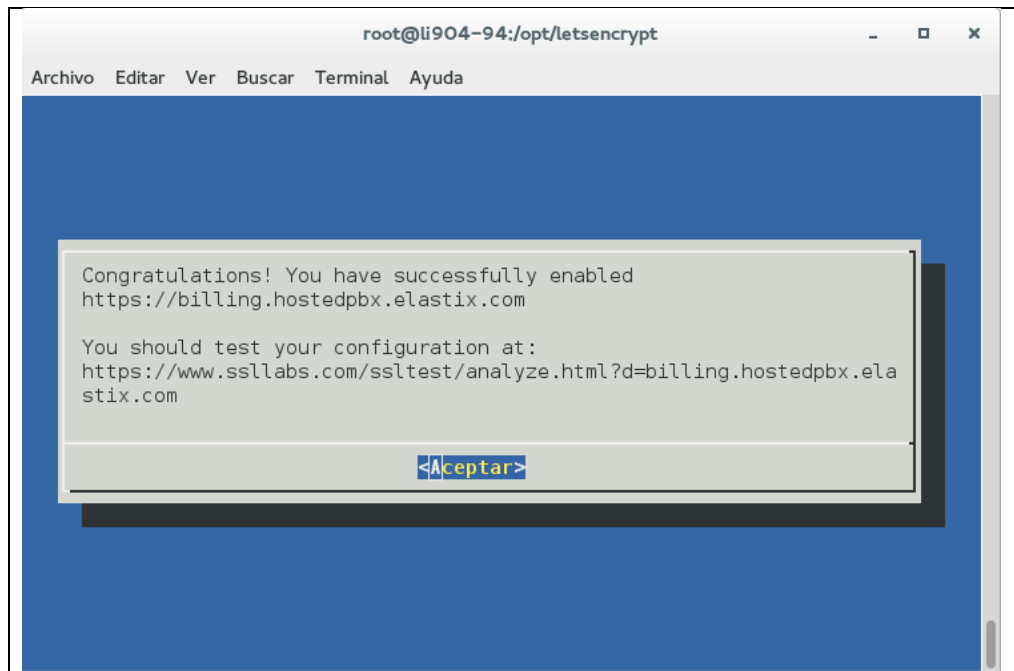 root@li904-94:/opt/letsencrypt
Archivo Editar Ver Buscar Terminal Ayuda
Congratulations! You have successfully enabled
https://billing.hostedpbx.elastix.com
You should test your configuration at:
https://www.ssllabs.com/ssltest/analyze.html?d=billing.hostedpbx.ela
stix.com
<Aceptar>